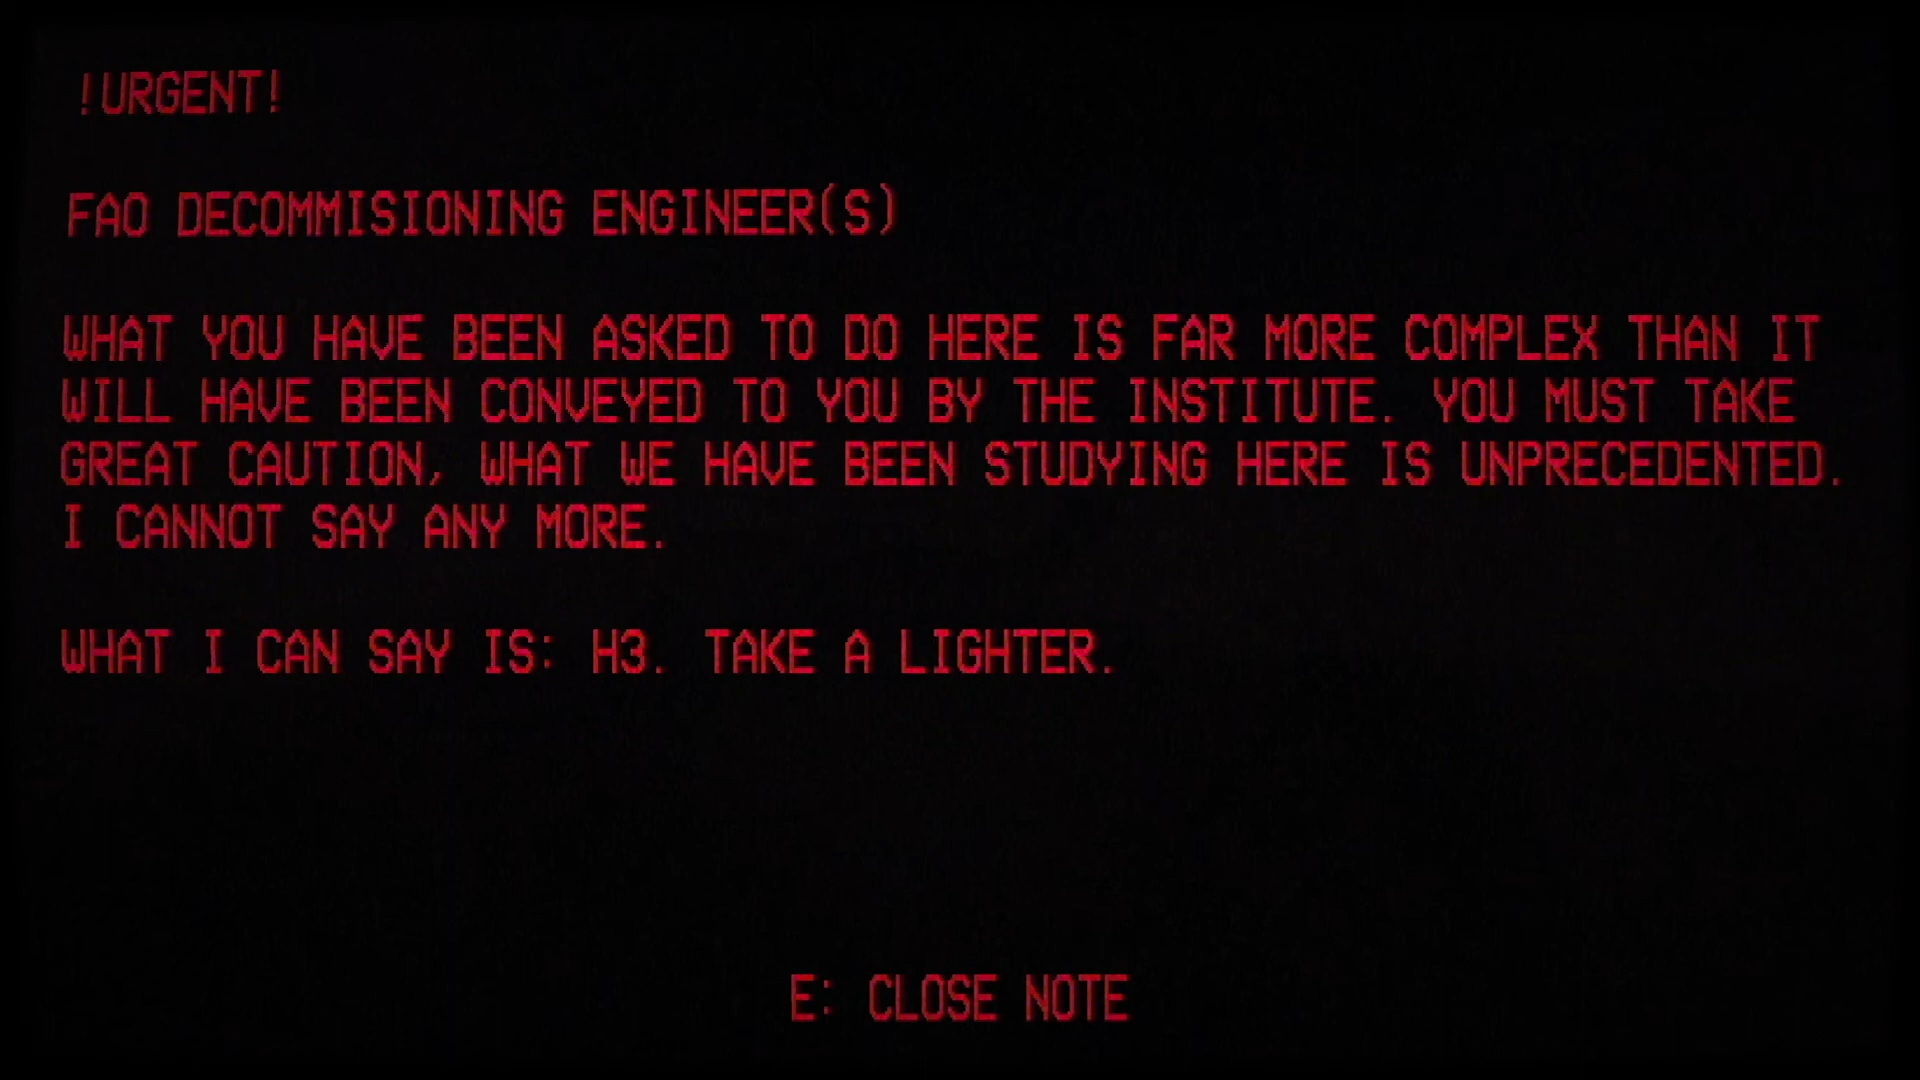 !URGENT!
FAO DECOMMISIONING ENGINEER(S)
WHAT YOU HAVE BEEN ASKED TO DO HERE IS FAR MORE COMPLEX THAN IT
WILL HAVE BEEN CONVEYED TO YOU BY THE INSTITUTE. YOU MUST TAKE
GREAT CAUTION, WHAT WE HAVE BEEN STUDYING HERE IS UNPRECEDENTED.
I CANNOT SAY ANY MORE.
WHAT I CAN SAY IS: H3. TAKE A LIGHTER.
E: CLOSE NOTE